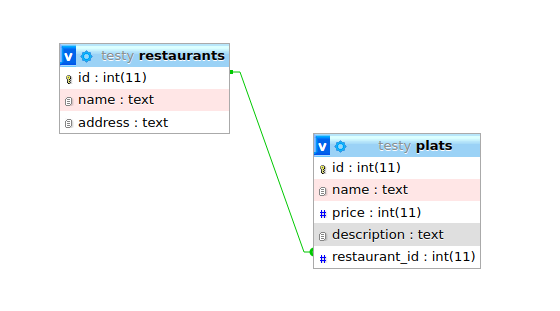 v testy restaurants
id : int(11)
name : text
address : text
v testy plats
id : int(11)
name : text
# price : int(11)
description : text
# restaurant_id : int(11)